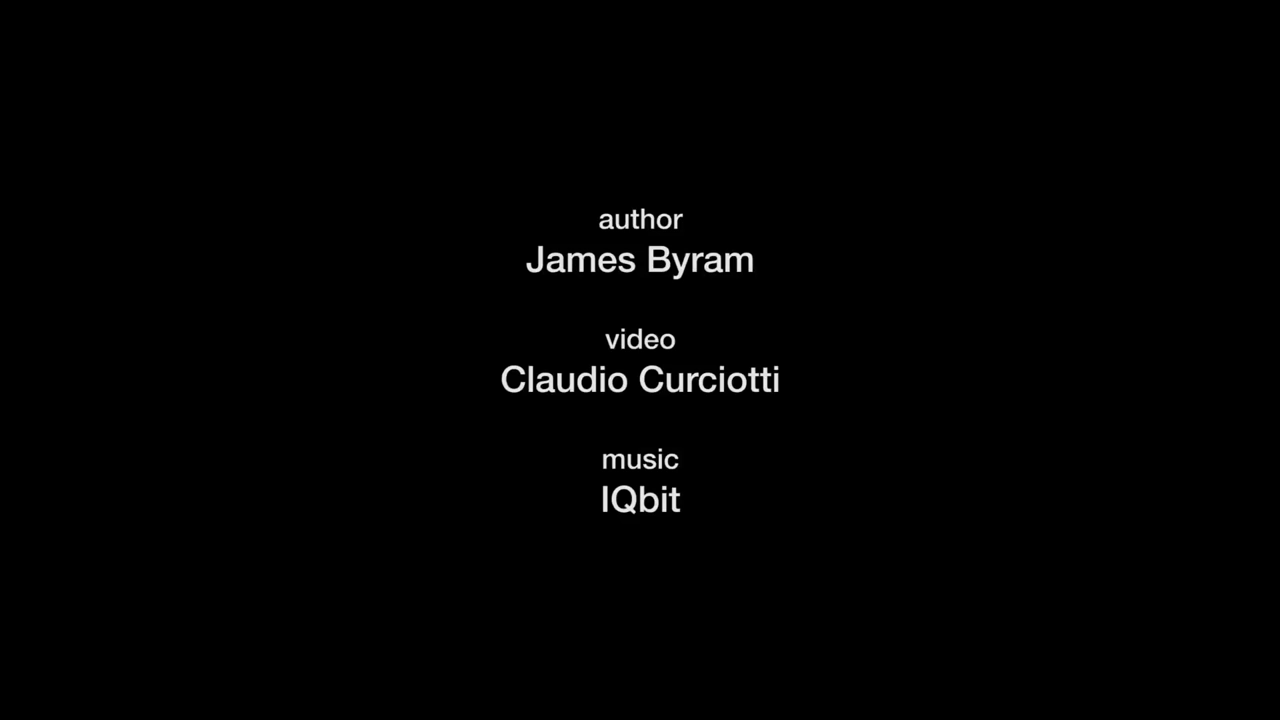 author
James Byram
video
Claudio Curciotti
music
IQbit